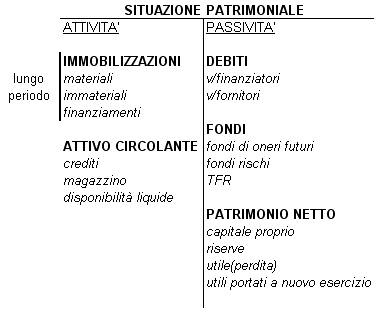 SITUAZIONE PATRIMONIALE
ATTIVITA'
IMMOBILIZZAZIONI
lungo periodo
materiali
immateriali
finanziamenti
ATTIVO CIRCOLANTE
crediti
magazzino
disponibilità liquide
PASSIVITA'
DEBITI
v/finanziatori
v/fornitori
FONDI
fondi di oneri futuri
fondi rischi
TFR
PATRIMONIO NETTO
capitale proprio
riserve
utile(perdita)
utili portati a nuovo esercizio